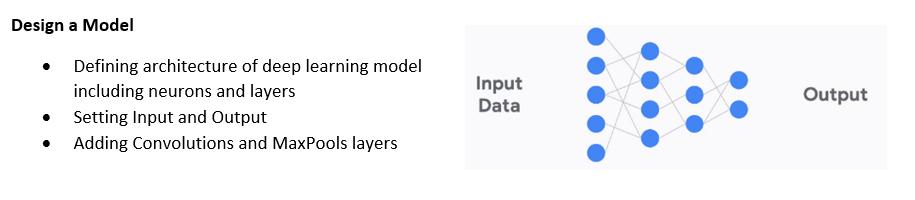 Design a Model
• Defining architecture of deep learning model
including neurons and layers
• Setting Input and Output
• Adding Convolutions and MaxPools layers
Input
Data
Output